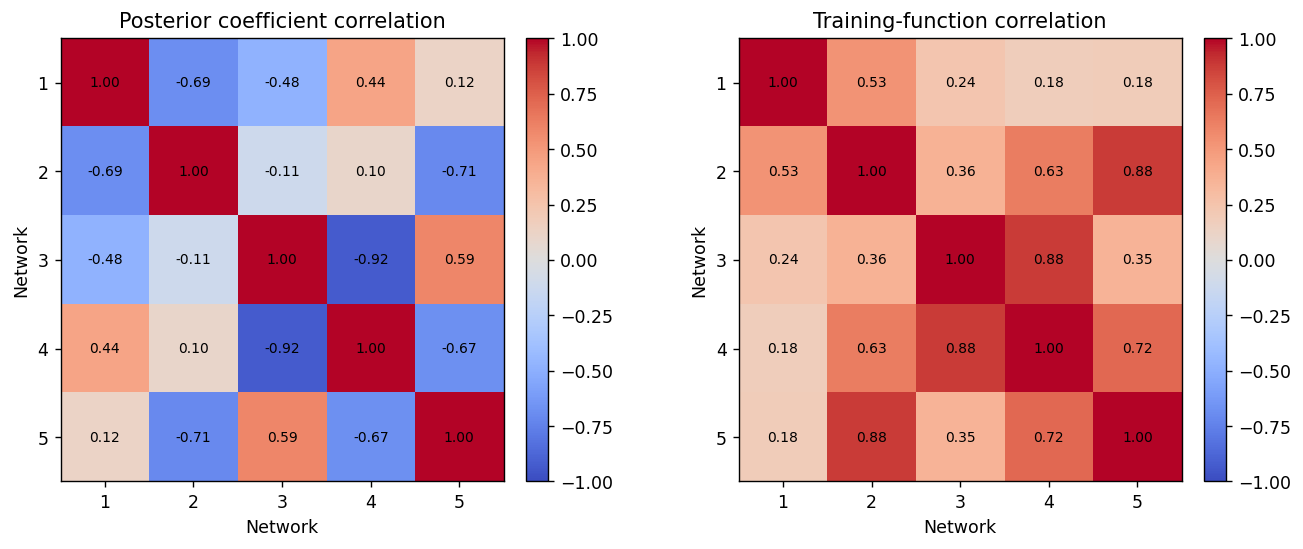 Posterior coefficient correlation
1 1.00 -0.69 -0.48 0.44 0.12
2 -0.69 1.00 -0.11 0.10 -0.71
3 -0.48 -0.11 1.00 -0.92 0.59
4 0.44 0.10 -0.92 1.00 -0.67
5 0.12 -0.71 0.59 -0.67 1.00
1 2 3 4 5
Network
Network
1.00
0.75
0.50
0.25
0.00
−0.25
−0.50
−0.75
−1.00
Training-function correlation
1 1.00 0.53 0.24 0.18 0.18
2 0.53 1.00 0.36 0.63 0.88
3 0.24 0.36 1.00 0.88 0.35
4 0.18 0.63 0.88 1.00 0.72
5 0.18 0.88 0.35 0.72 1.00
1 2 3 4 5
Network
Network
1.00
0.75
0.50
0.25
0.00
−0.25
−0.50
−0.75
−1.00